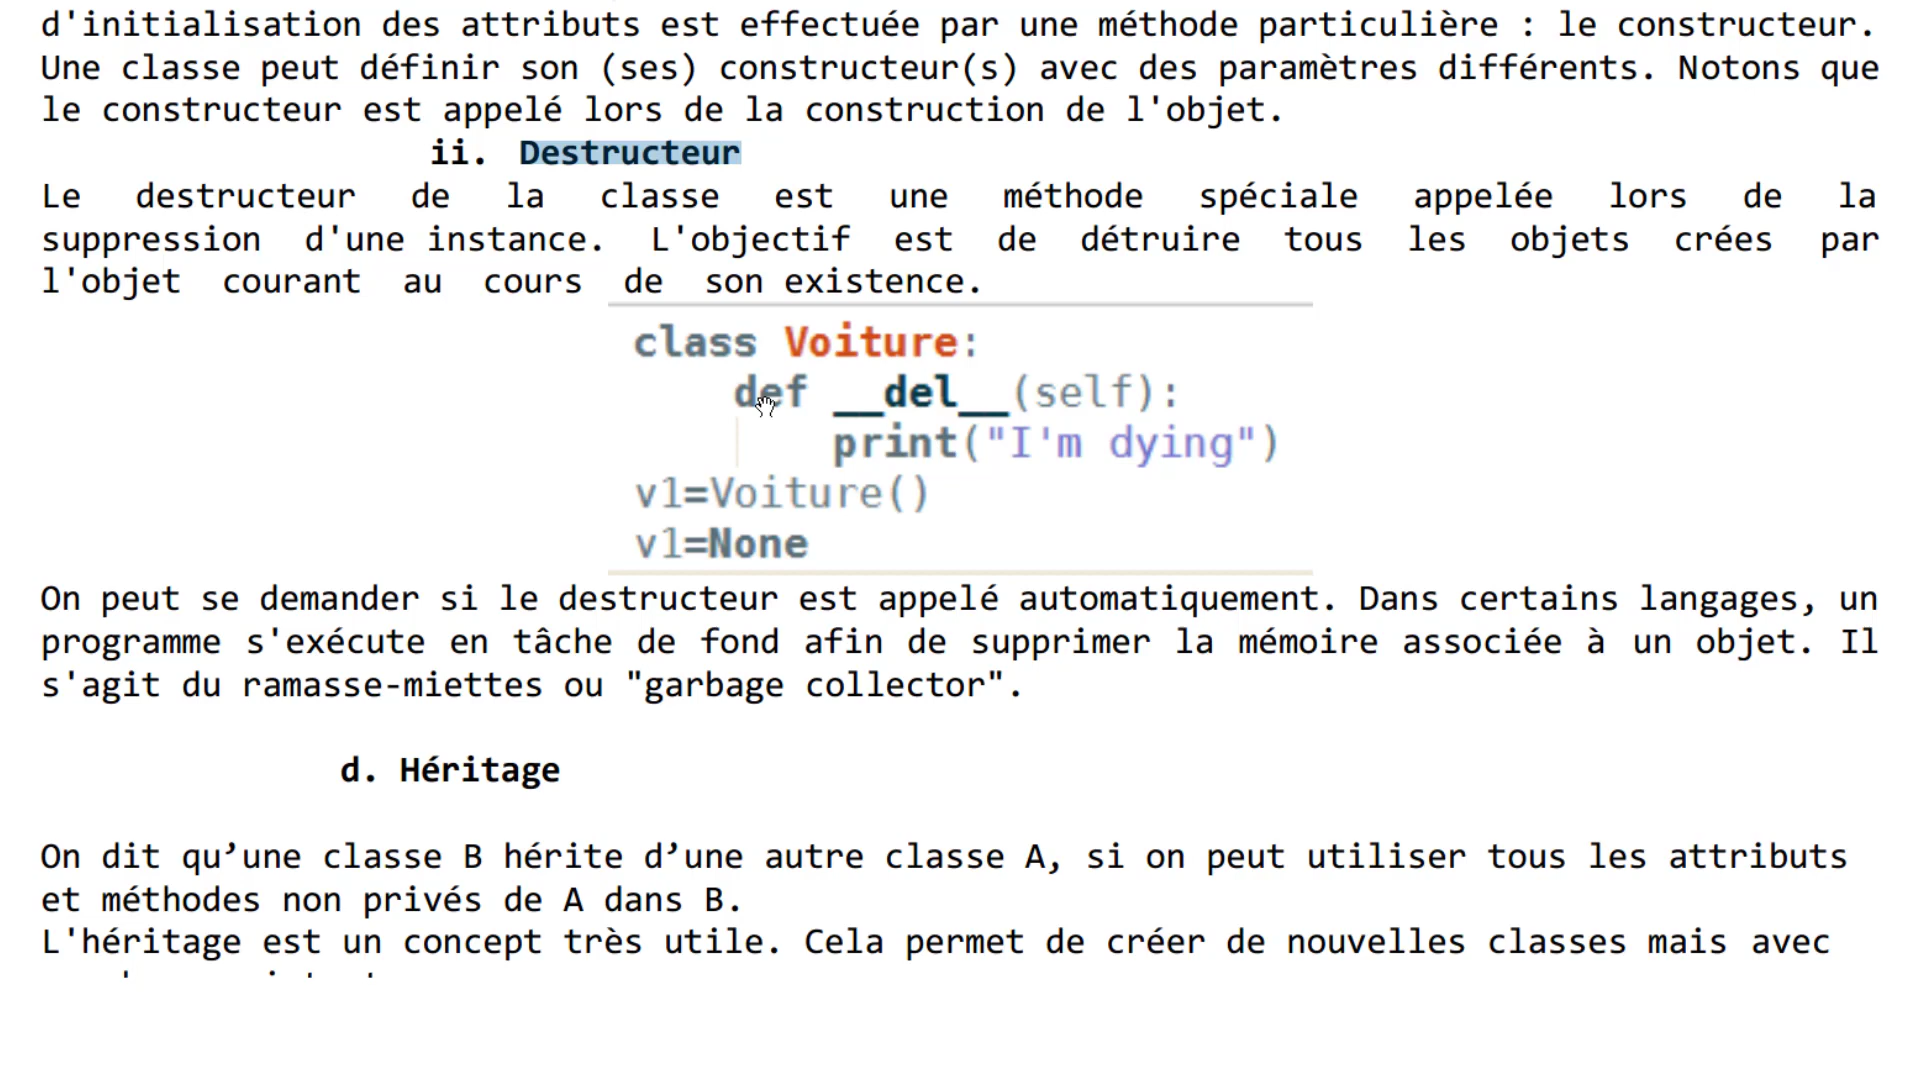 d'initialisation des attributs est effectuée par une méthode particulière : le constructeur.
Une classe peut définir son (ses) constructeur(s) avec des paramètres différents. Notons que
le constructeur est appelé lors de la construction de l'objet.
ii. Destructeur
Le destructeur de la classe est une méthode spéciale appelée lors de la
suppression d'une instance. L'objectif est de détruire tous les objets crées par
l'objet courant au cours de son existence.
class Voiture:
def __del__(self):
print("I'm dying")
v1=Voiture()
v1=None
On peut se demander si le destructeur est appelé automatiquement. Dans certains langages, un
programme s'exécute en tâche de fond afin de supprimer la mémoire associée à un objet. Il
s'agit du ramasse-miettes ou "garbage collector".
d. Héritage
On dit qu’une classe B hérite d’une autre classe A, si on peut utiliser tous les attributs
et méthodes non privés de A dans B.
L'héritage est un concept très utile. Cela permet de créer de nouvelles classes mais avec